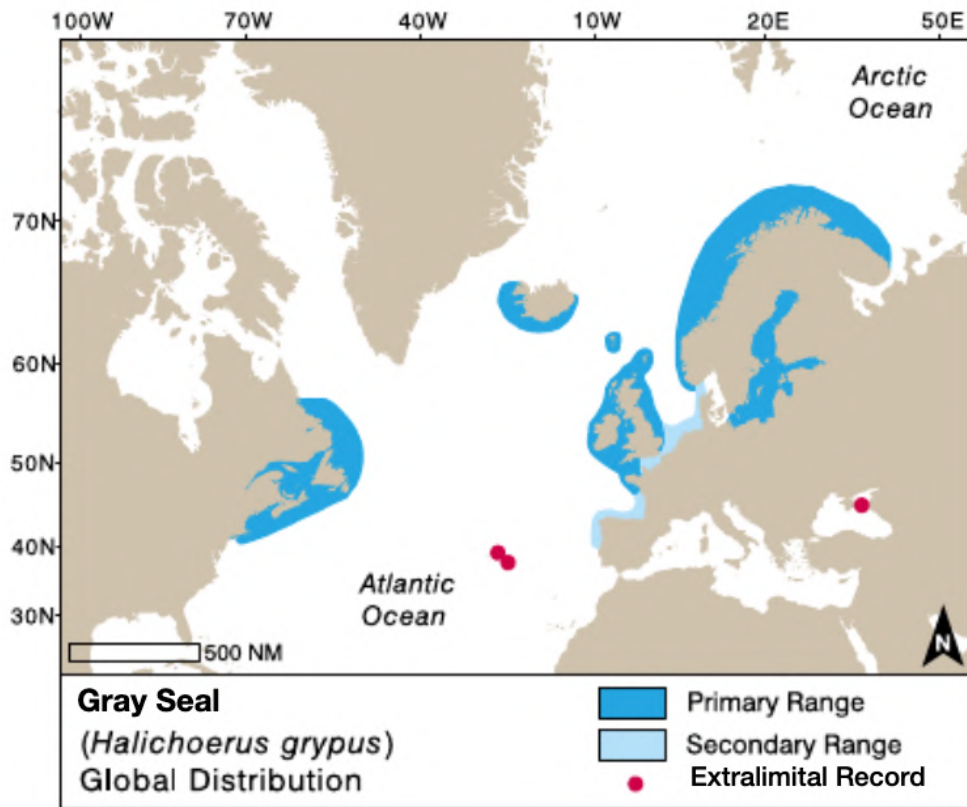 100W 70W 40W 10W 20E 50E
Arctic
Ocean
70N
60N
50N
40N
30N
Atlantic
Ocean
500 NM
N
Gray Seal
(Halichoerus grypus)
Global Distribution
Primary Range
Secondary Range
Extralimital Record